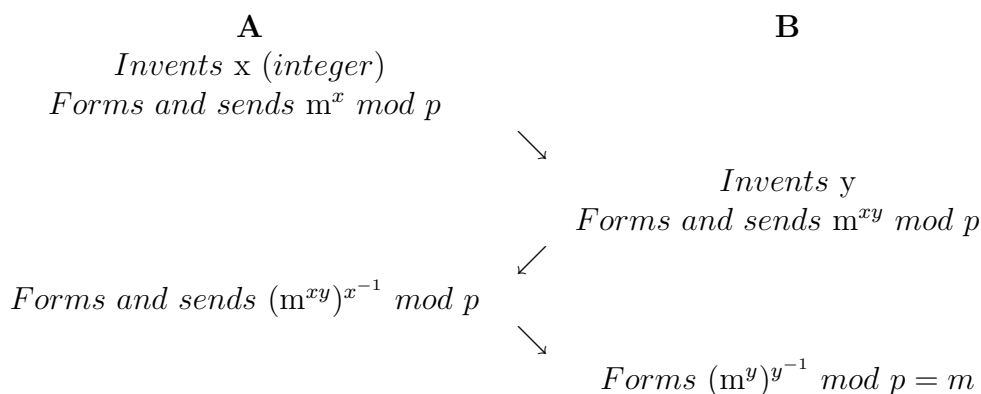 A B
Invents x (integer)
Forms and sends m^x mod p
Invents y
Forms and sends m^{xy} mod p
Forms and sends (m^{xy})^{x^{-1}} mod p
Forms (m^y)^{y^{-1}} mod p = m